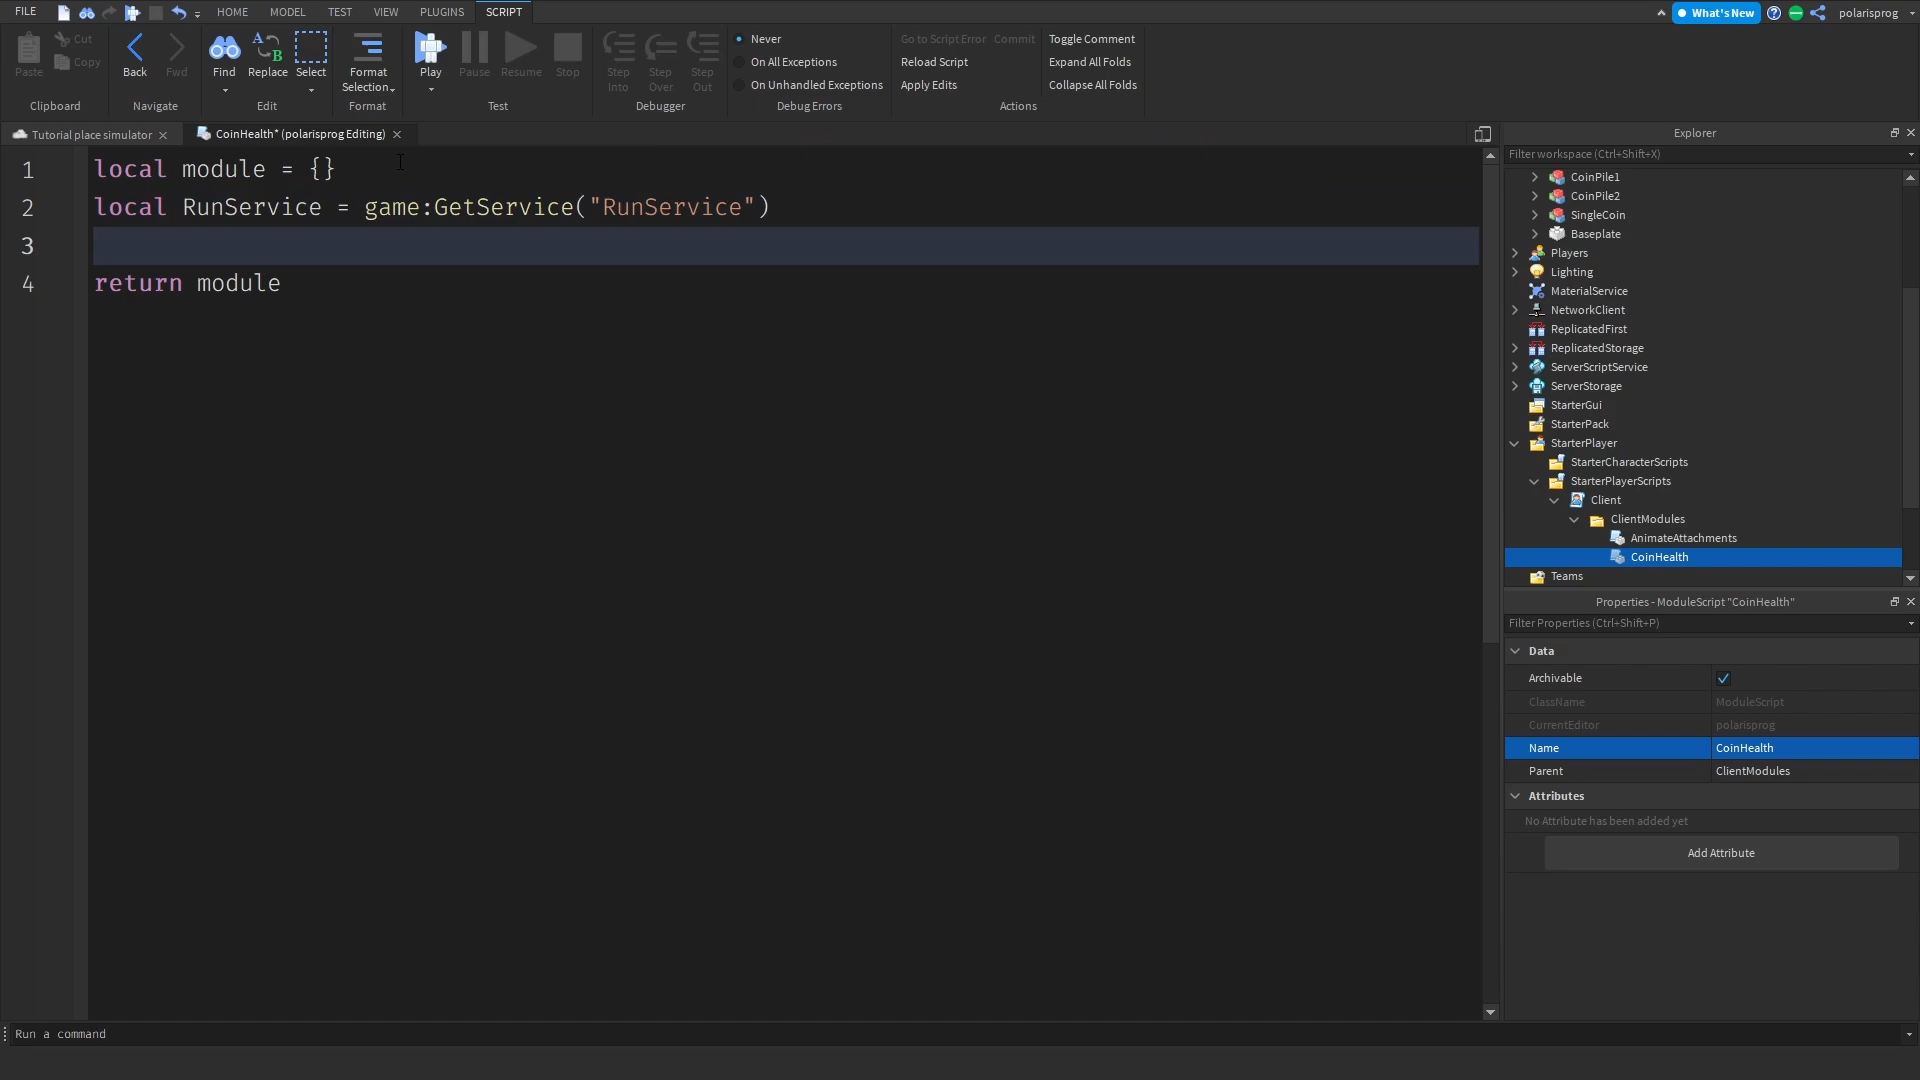 FILE HOME MODEL TEST VIEW PLUGINS SCRIPT What's New polarisprog
Paste Cut Copy Clipboard
Back Fwd Navigate
Find Replace Select Edit
Format Selection Format
Play Pause Resume Stop Test
Step Into Step Over Step Out Debugger
Never
On All Exceptions
On Unhandled Exceptions
Debug Errors
Go to Script Error Commit Toggle Comment
Reload Script Expand All Folds
Apply Edits Collapse All Folds
Actions
Tutorial place simulator CoinHealth* (polarisprog Editing)
1 local module = {}
2 local RunService = game:GetService("RunService")
3
4 return module
Explorer
Filter workspace (Ctrl+Shift+X)
CoinPile1
CoinPile2
SingleCoin
Baseplate
Players
Lighting
MaterialService
NetworkClient
ReplicatedFirst
ReplicatedStorage
ServerScriptService
ServerStorage
StarterGui
StarterPack
StarterPlayer
StarterCharacterScripts
StarterPlayerScripts
Client
ClientModules
AnimateAttachments
CoinHealth
Teams
Properties - ModuleScript "CoinHealth"
Filter Properties (Ctrl+Shift+P)
Data
Archivable
ClassName ModuleScript
CurrentEditor polarisprog
Name CoinHealth
Parent ClientModules
Attributes
No Attribute has been added yet
Add Attribute
Run a command